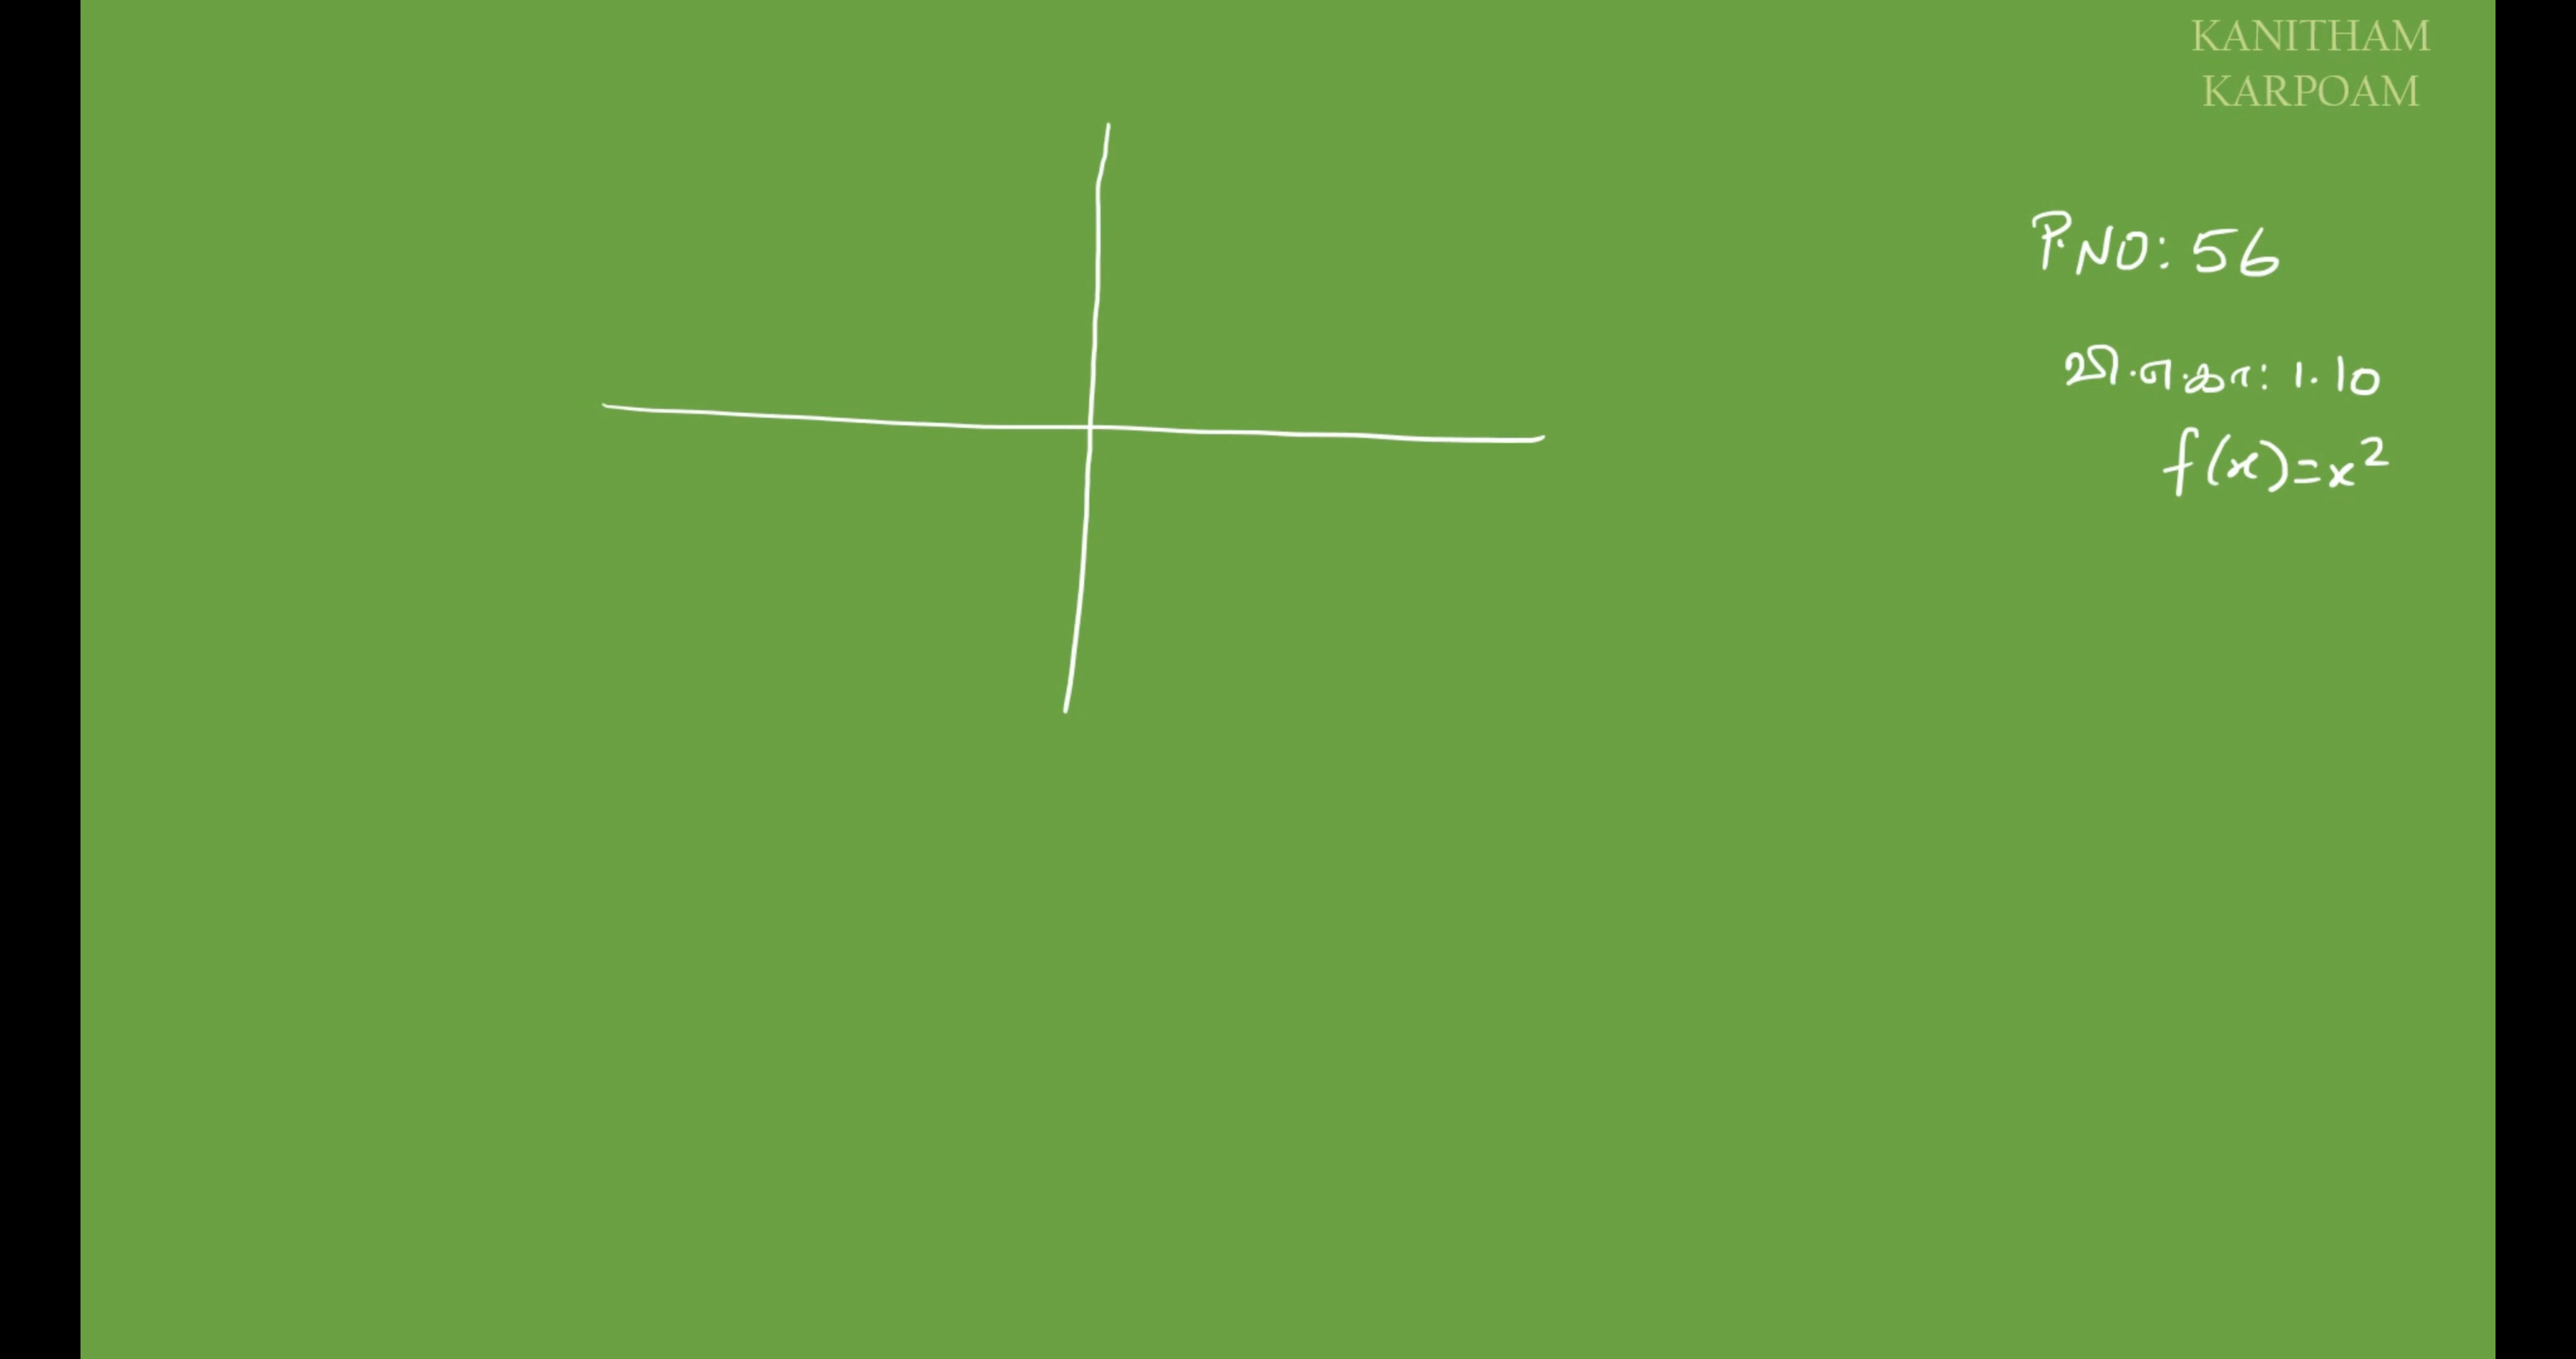 KANITHAM
KARPOAM
P.NO: 56
வி.எ.கா: 1.10
f(x)=x²